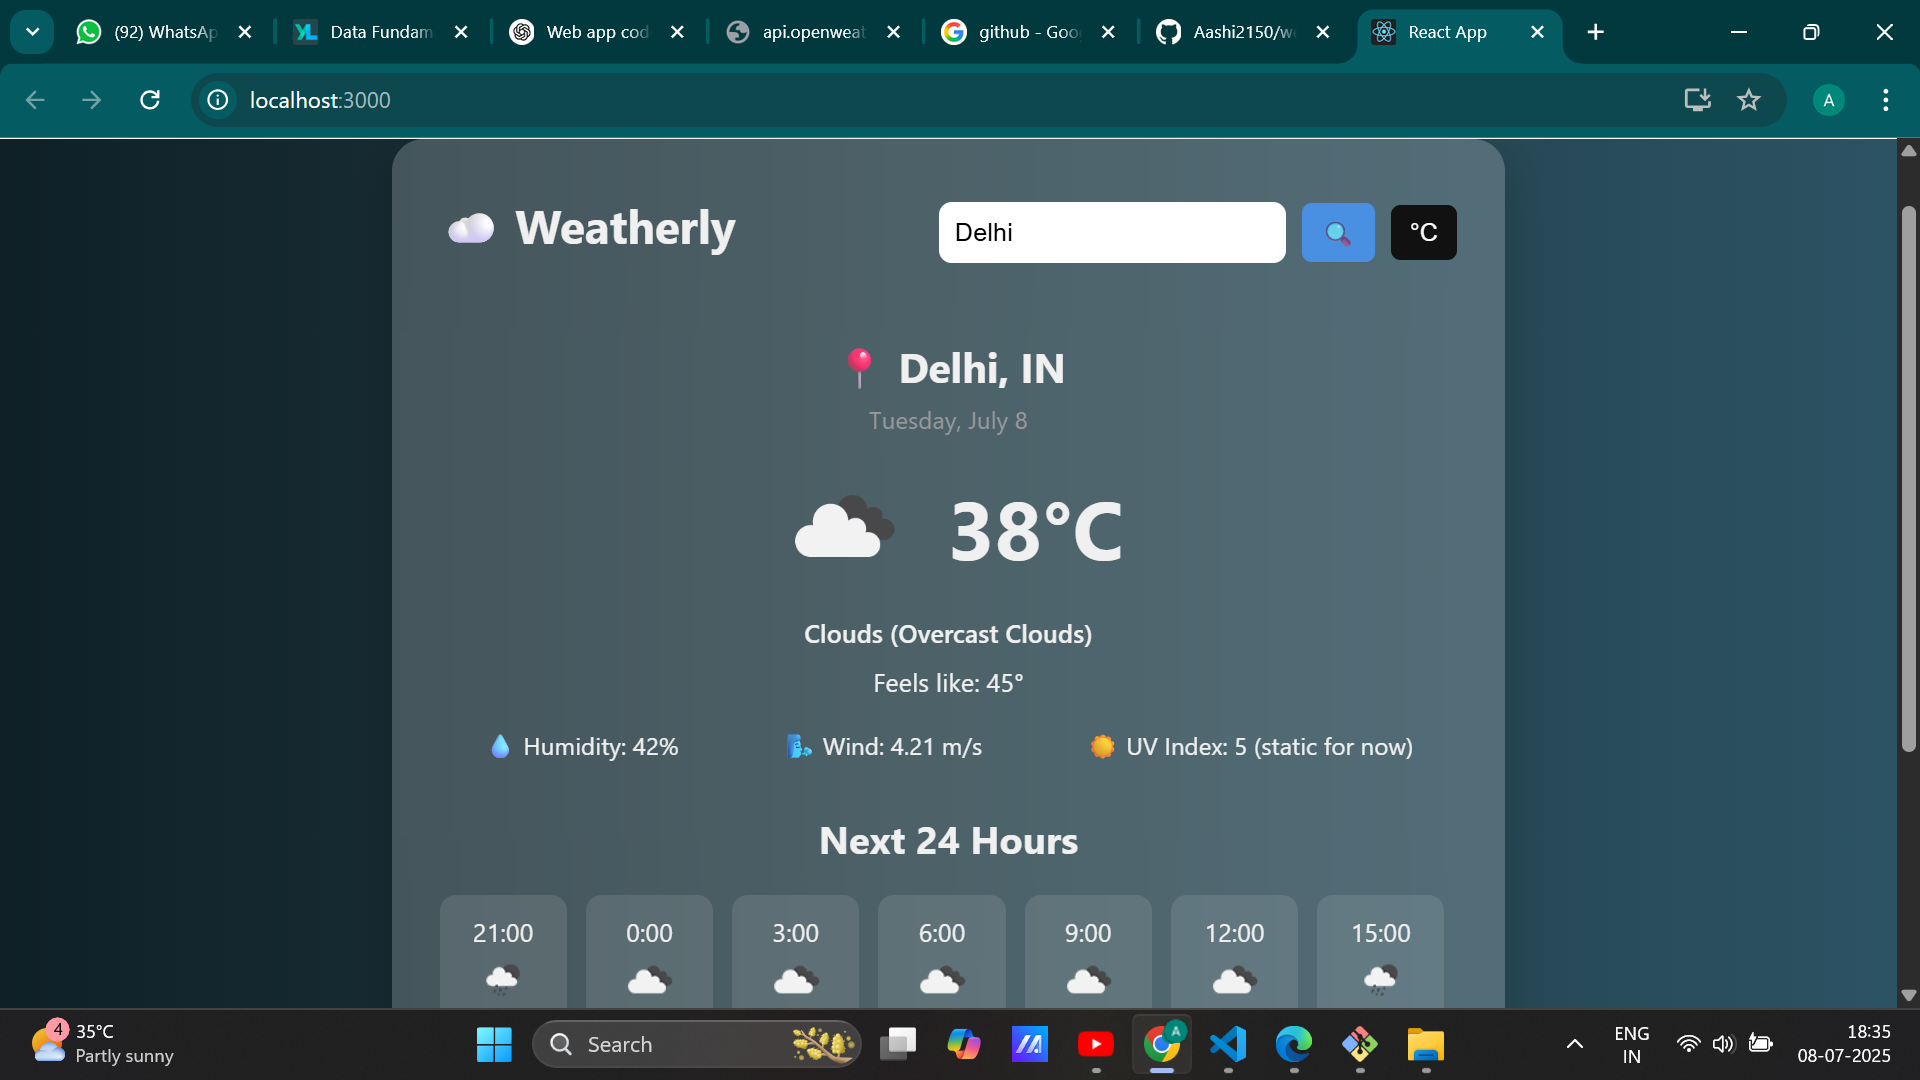 (92) WhatsAp
Data Fundam
Web app cod
api.openweat
github - Goo
Aashi2150/we
React App
localhost:3000
A
Weatherly
Delhi
°C
Delhi, IN
Tuesday, July 8
38°C
Clouds (Overcast Clouds)
Feels like: 45°
Humidity: 42%
Wind: 4.21 m/s
UV Index: 5 (static for now)
Next 24 Hours
21:00
0:00
3:00
6:00
9:00
12:00
15:00
4
35°C
Partly sunny
Search
A
ENG
IN
18:35
08-07-2025